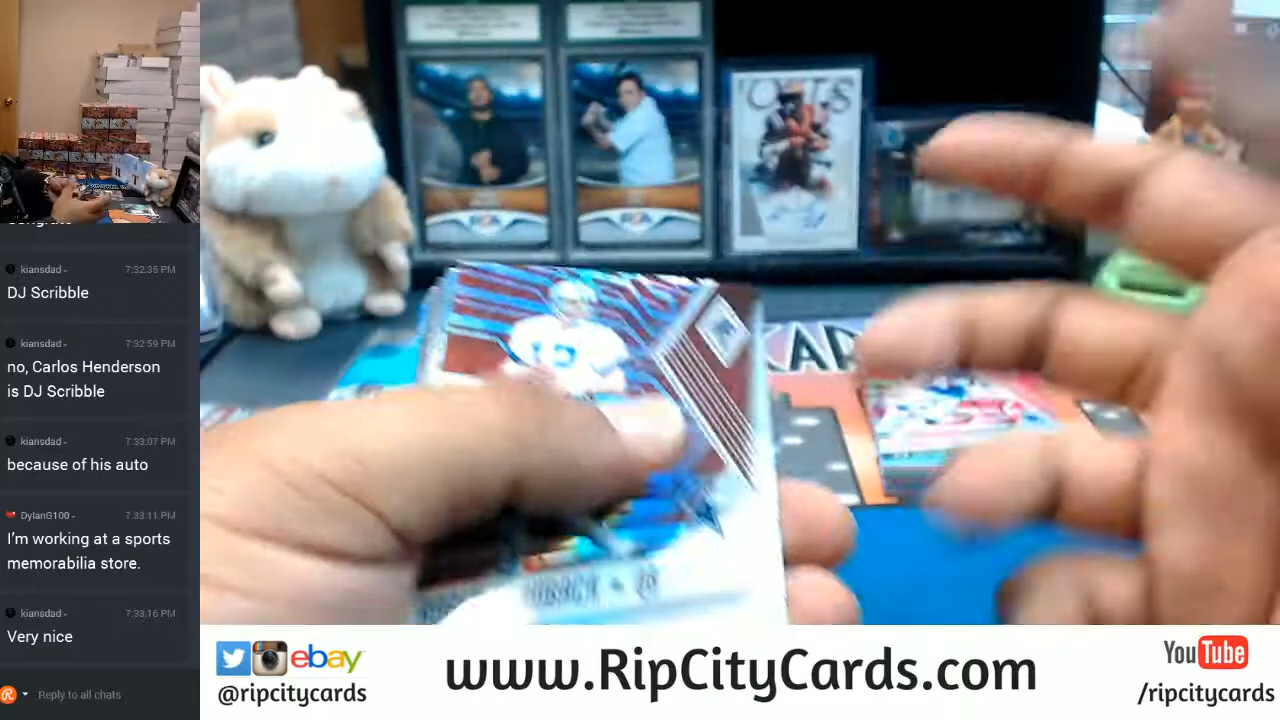 kiansdad - 7:32:35 PM
DJ Scribble
kiansdad - 7:32:59 PM
no, Carlos Henderson
is DJ Scribble
kiansdad - 7:33:07 PM
because of his auto
DylanG100 - 7:33:11 PM
I'm working at a sports
memorabilia store.
kiansdad - 7:33:16 PM
Very nice
Reply to all chats
12
KAR
ebay
@ripcitycards
www.RipCityCards.com
YouTube
/ripcitycards